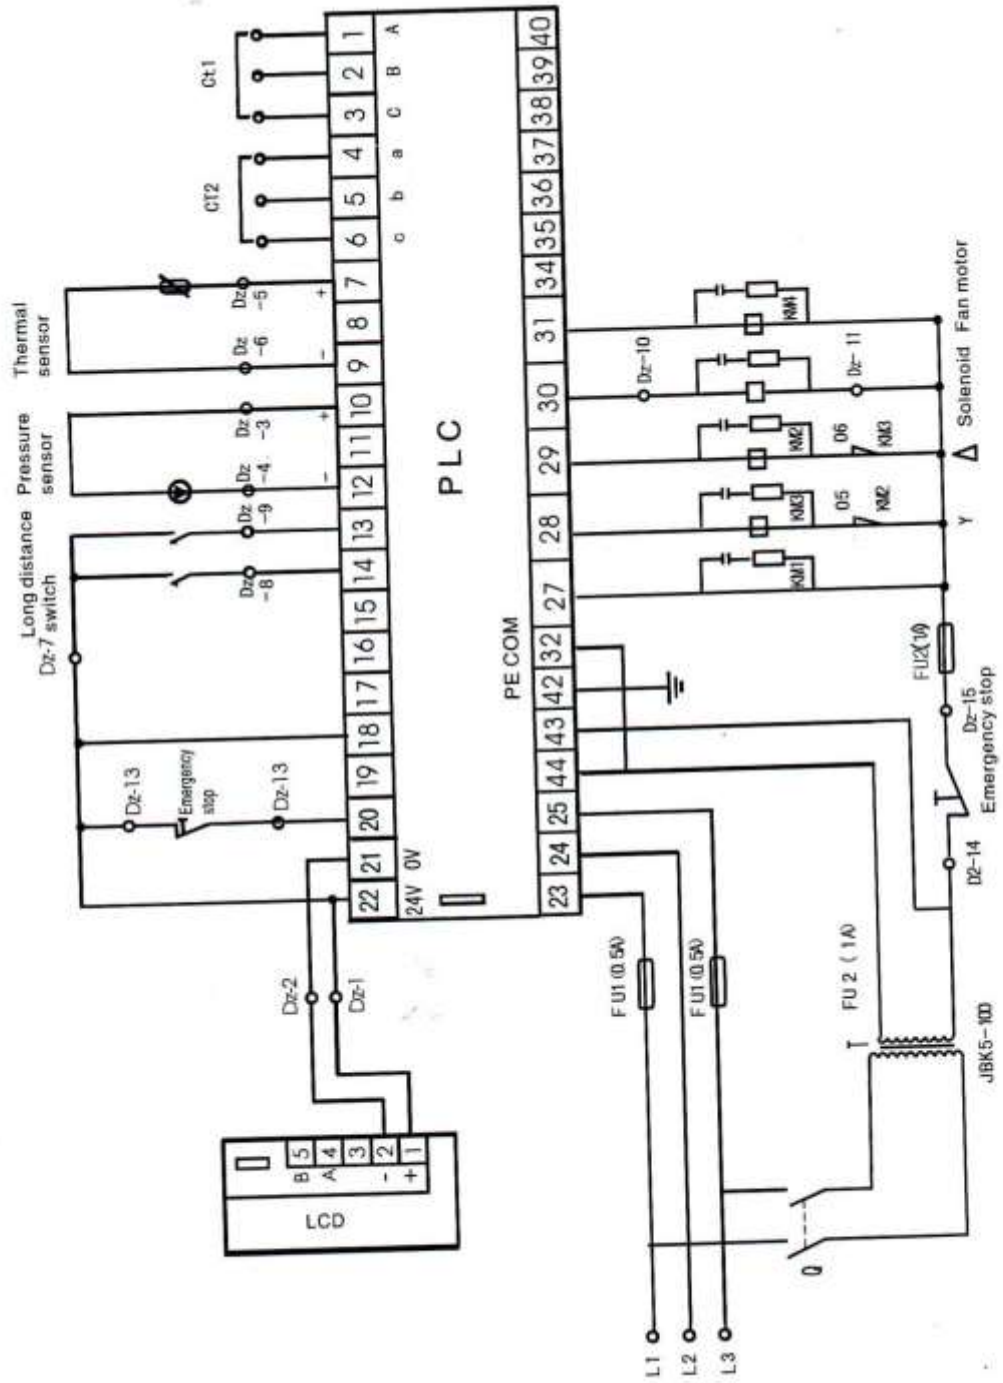 Ct1
CT2
Thermal
sensor
Pressure
sensor
Long distance
Dz-7 switch
Dz
-5
Dz
-6
Dz
-3
Dz
-4
Dz
-9
Dz
-8
Dz-13
Emergency
stop
Dz-13
+
-
+
-
1 2 3 4 5 6 7 8 9 10 11 12 13 14 15 16 17 18 19 20 21 22
A B C a b c
0V
24V
PLC
PE COM
40 39 38 37 36 35 34 31 30 29 28 27 32 42 43 44 25 24 23
Dz-2
Dz-1
LCD
B 5
A 4
3
- 2
+ 1
KM4
Dz-10
Dz-11
KM2
06
KM3
KM3
05
KM2
KM1
Fan motor
Solenoid
Y
FU2(1A)
Dz-15
Emergency stop
D2-14
FU1(0.5A)
FU1(0.5A)
FU2(1A)
T
JBK5-100
Q
L1
L2
L3